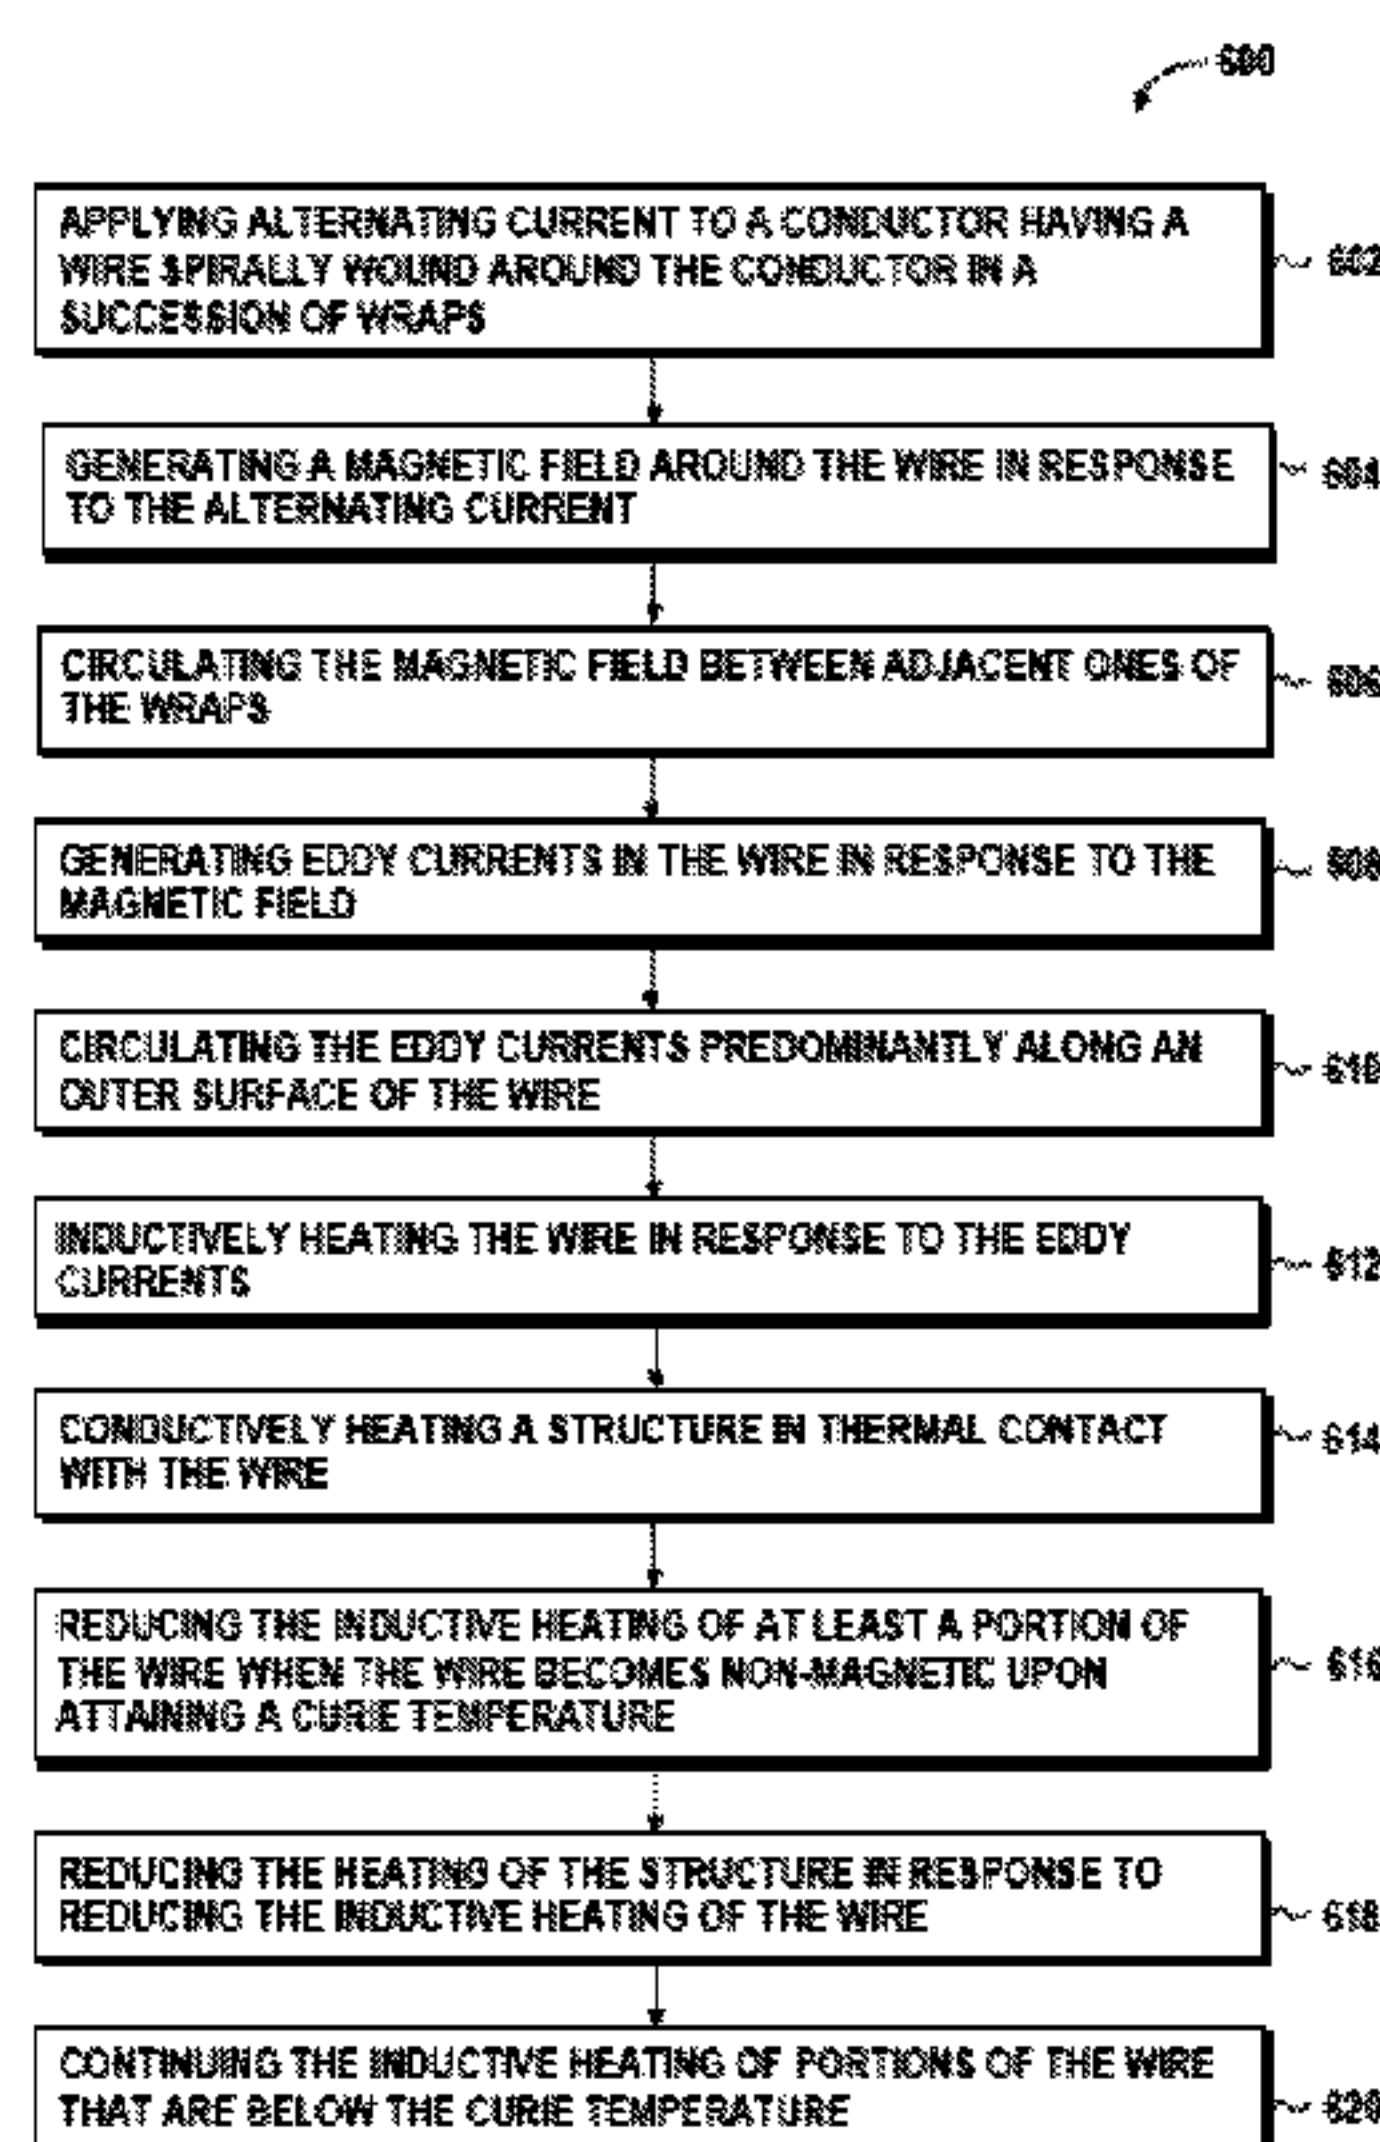 600
APPLYING ALTERNATING CURRENT TO A CONDUCTOR HAVING A
WIRE SPIRALLY WOUND AROUND THE CONDUCTOR IN A
SUCCESSION OF WRAPS
602
GENERATING A MAGNETIC FIELD AROUND THE WIRE IN RESPONSE
TO THE ALTERNATING CURRENT
604
CIRCULATING THE MAGNETIC FIELD BETWEEN ADJACENT ONES OF
THE WRAPS
606
GENERATING EDDY CURRENTS IN THE WIRE IN RESPONSE TO THE
MAGNETIC FIELD
608
CIRCULATING THE EDDY CURRENTS PREDOMINANTLY ALONG AN
OUTER SURFACE OF THE WIRE
610
INDUCTIVELY HEATING THE WIRE IN RESPONSE TO THE EDDY
CURRENTS
612
CONDUCTIVELY HEATING A STRUCTURE IN THERMAL CONTACT
WITH THE WIRE
614
REDUCING THE INDUCTIVE HEATING OF AT LEAST A PORTION OF
THE WIRE WHEN THE WIRE BECOMES NON-MAGNETIC UPON
ATTAINING A CURIE TEMPERATURE
616
REDUCING THE HEATING OF THE STRUCTURE IN RESPONSE TO
REDUCING THE INDUCTIVE HEATING OF THE WIRE
618
CONTINUING THE INDUCTIVE HEATING OF PORTIONS OF THE WIRE
THAT ARE BELOW THE CURIE TEMPERATURE
620